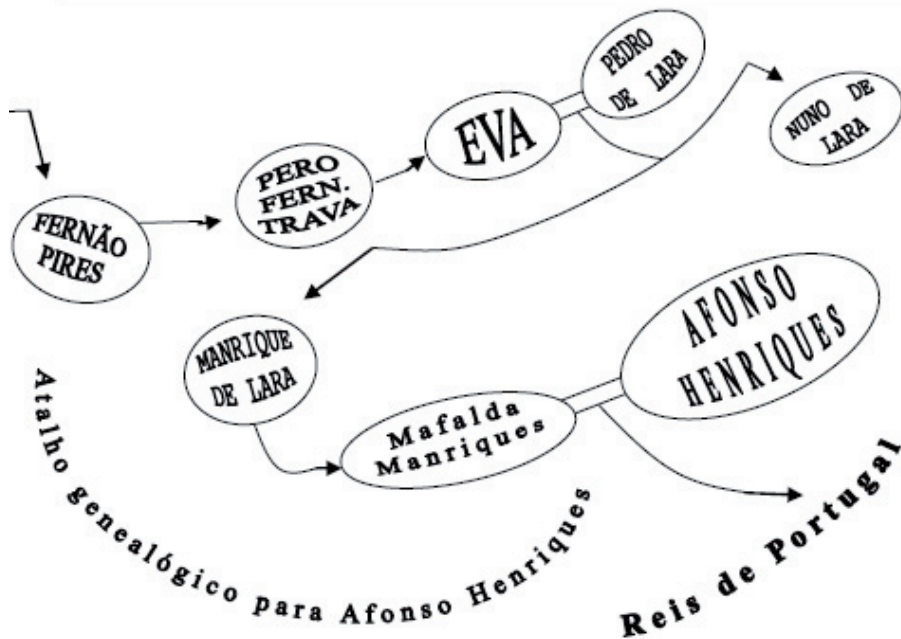 FERNÃO
PIRES
PERO
FERN.
TRAVA
EVA
PEDRO
DE LARA
NUNO DE
LARA
MANRIQUE
DE LARA
Mafalda
Manriques
AFONSO
HENRIQUES
Atalho genealógico para Afonso Henriques
Reis de Portugal